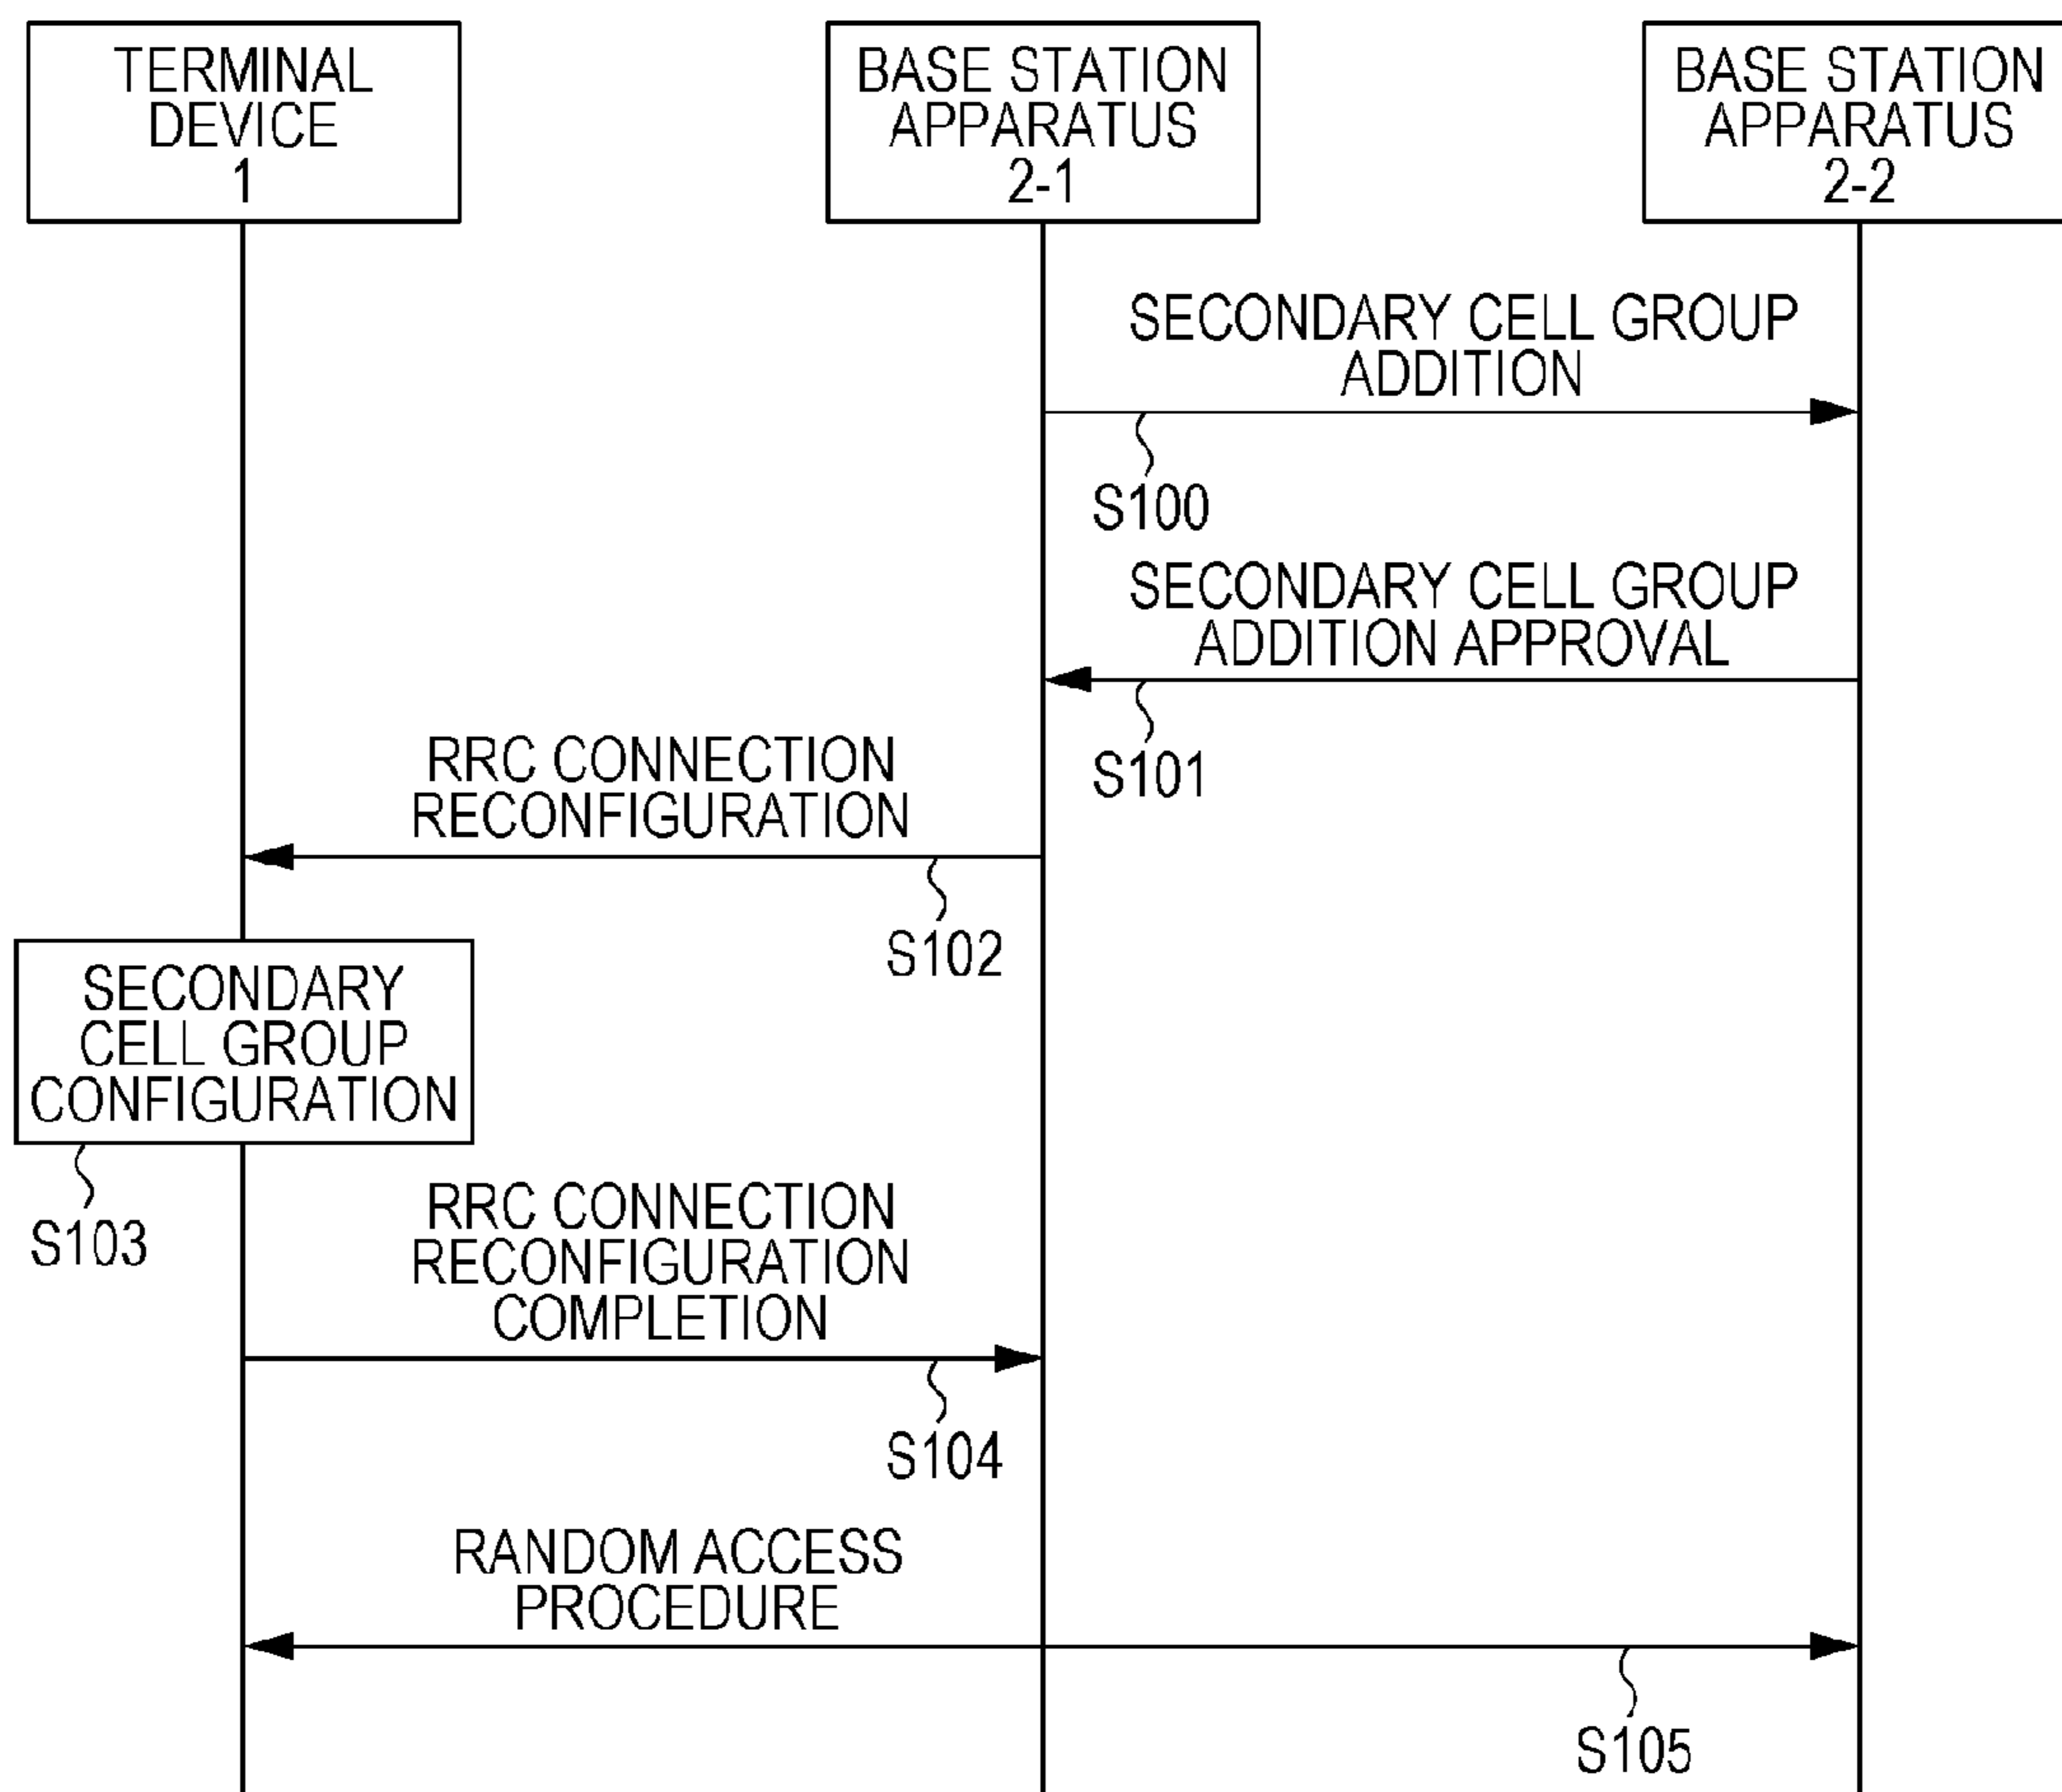 TERMINAL
DEVICE
1
BASE STATION
APPARATUS
2-1
BASE STATION
APPARATUS
2-2
SECONDARY CELL GROUP
ADDITION
S100
SECONDARY CELL GROUP
ADDITION APPROVAL
S101
RRC CONNECTION
RECONFIGURATION
S102
SECONDARY
CELL GROUP
CONFIGURATION
S103
RRC CONNECTION
RECONFIGURATION
COMPLETION
S104
RANDOM ACCESS
PROCEDURE
S105